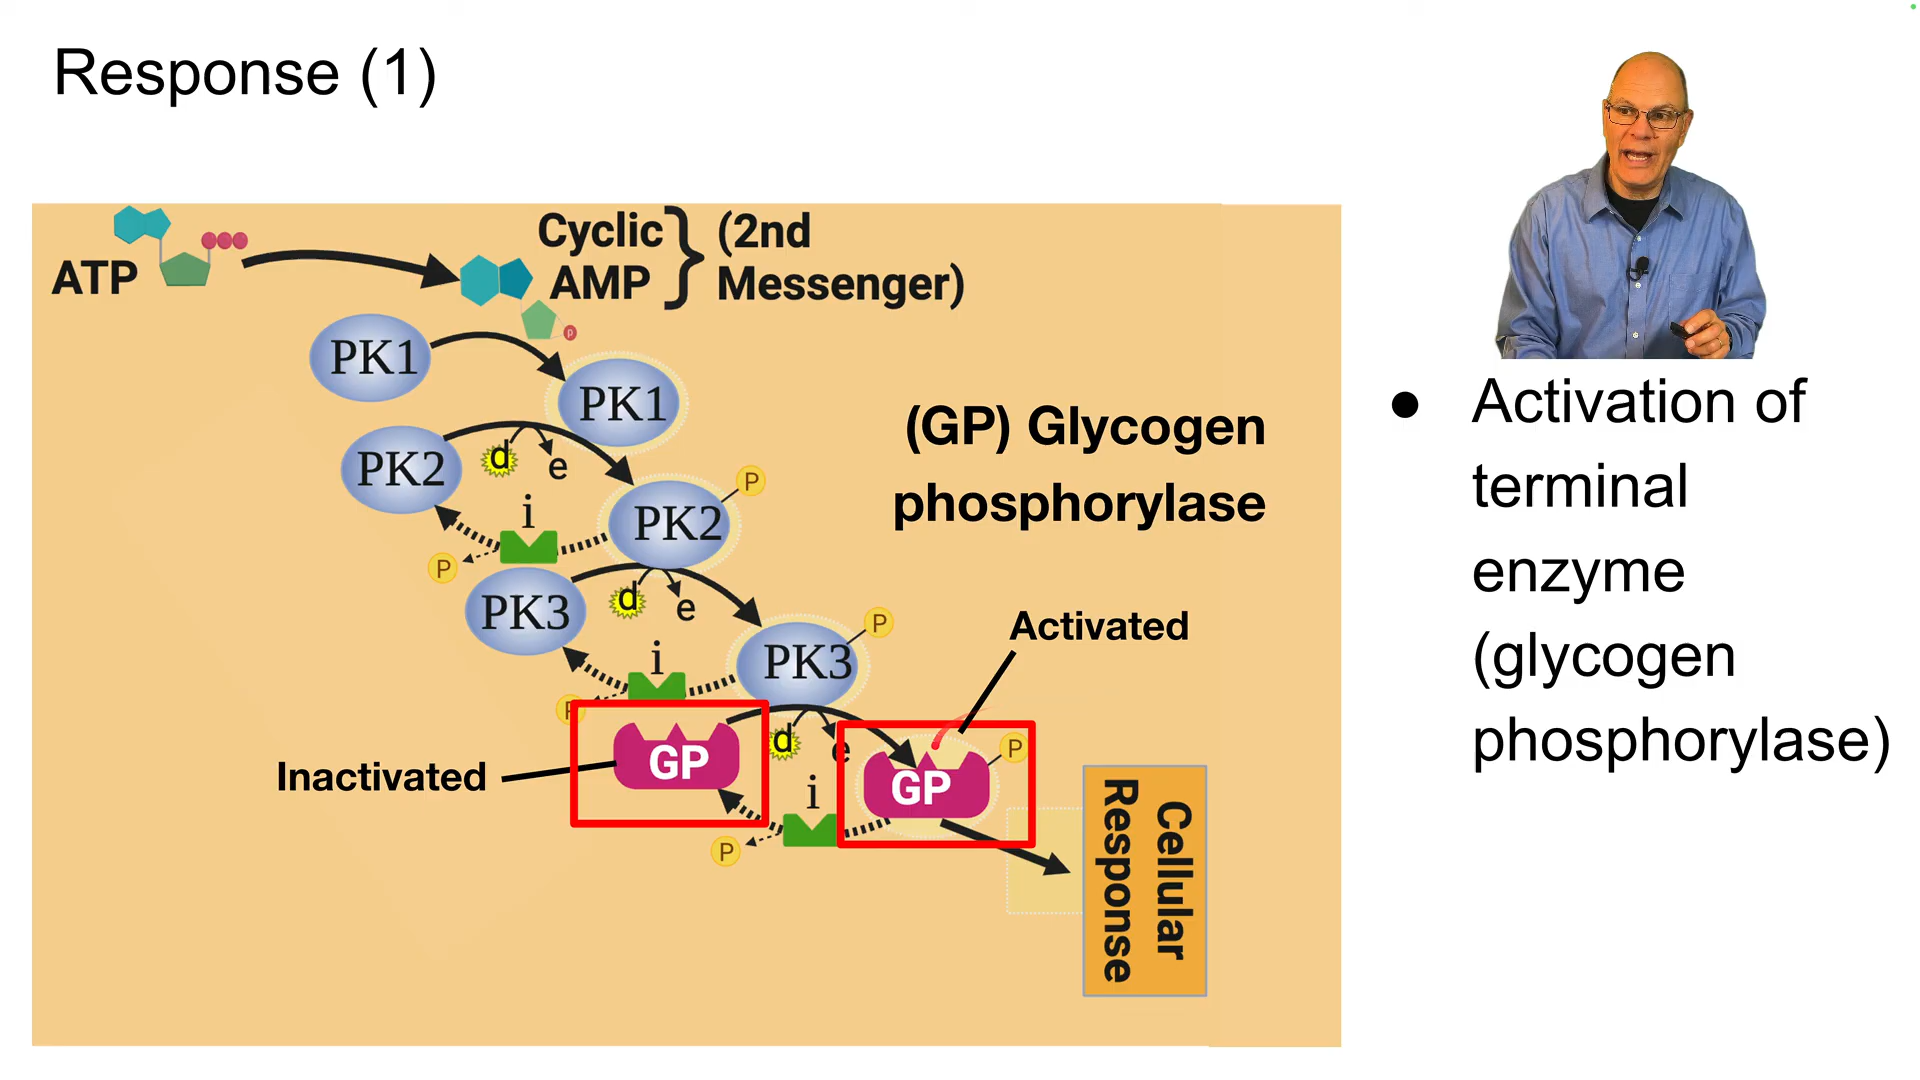 Response (1)
ATP
Cyclic
AMP
(2nd
Messenger)
p
PK1
PK1
PK2
d
e
PK2
P
i
P
PK3
d
e
PK3
P
i
P
(GP) Glycogen
phosphorylase
Activated
Inactivated
GP
d
e
GP
P
i
P
Cellular
Response
● Activation of
terminal
enzyme
(glycogen
phosphorylase)